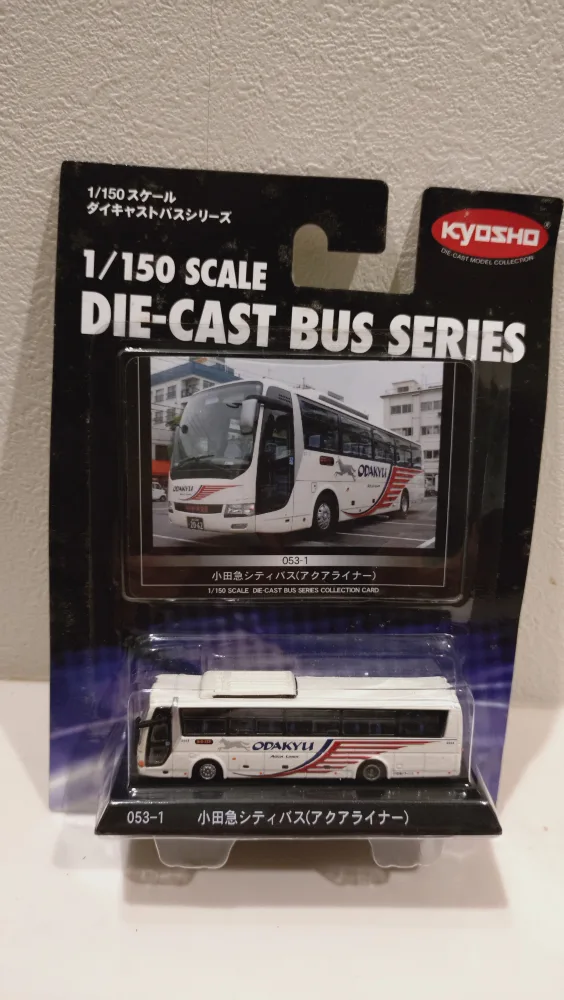 1/150 スケール
ダイキャストバスシリーズ
KYOSHO
DIE-CAST MODEL COLLECTION
1/150 SCALE
DIE-CAST BUS SERIES
ODAKYU
ODAKYU
053-1
小田急シティバス(アクアライナー)
1/150 SCALE DIE-CAST BUS SERIES COLLECTION CARD
ODAKYU
053-1 小田急シティバス(アクアライナー)